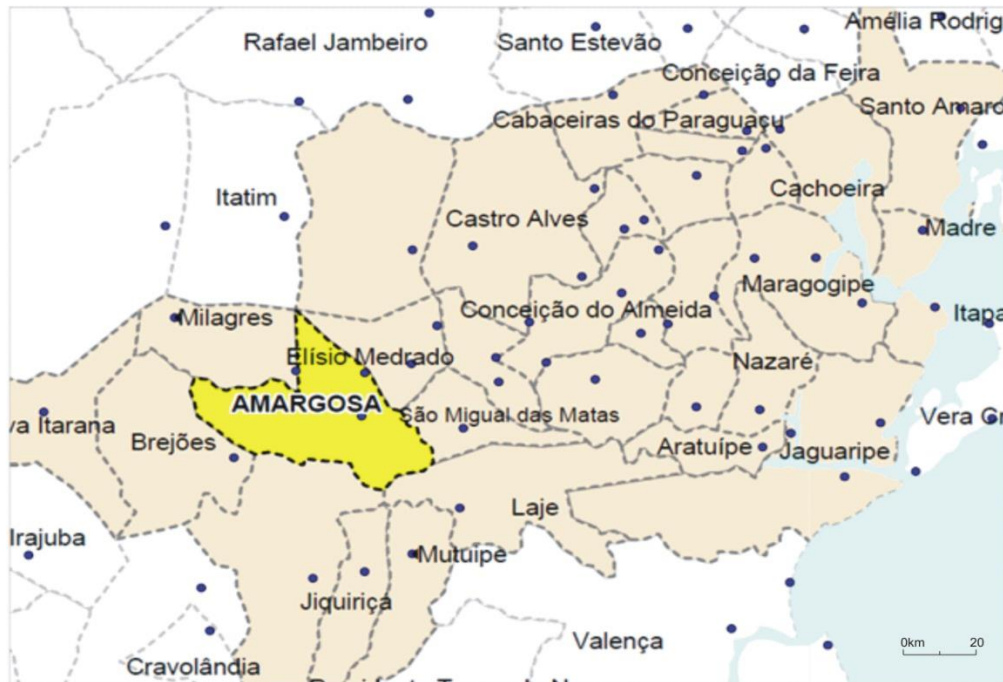 Amélia Rodrig
Rafael Jambeiro
Santo Estevão
Conceição da Feira
Santo Amaro
Cabaceiras do Paraguaçu
Itatim
Cachoeira
Castro Alves
Madre
Maragogipe
Milagres
Conceição do Almeida
Itapa
Elísio Medrado
Nazaré
AMARGOSA
São Migual das Matas
va Itarana
Brejões
Vera Cr
Aratuípe
Jaguaripe
Laje
Irajuba
Mutuípe
Jiquiriçá
Valença
0km 20
Cravolândia